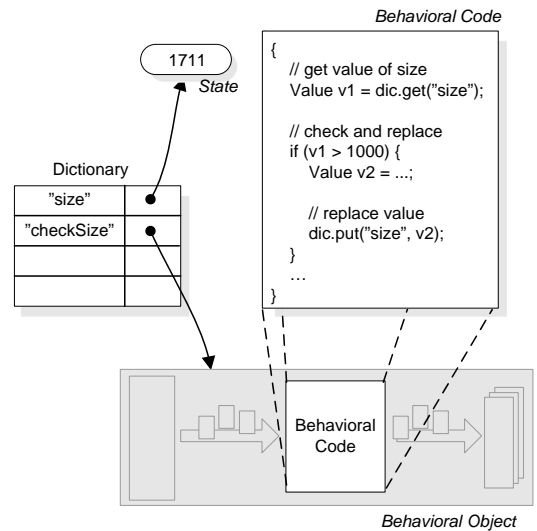 Behavioral Code
1711
State
{
// get value of size
Value v1 = dic.get(”size”);
// check and replace
if (v1 > 1000) {
Value v2 = ...;
// replace value
dic.put(”size”, v2);
}
…
}
Dictionary
”size”
”checkSize”
Behavioral
Code
Behavioral Object